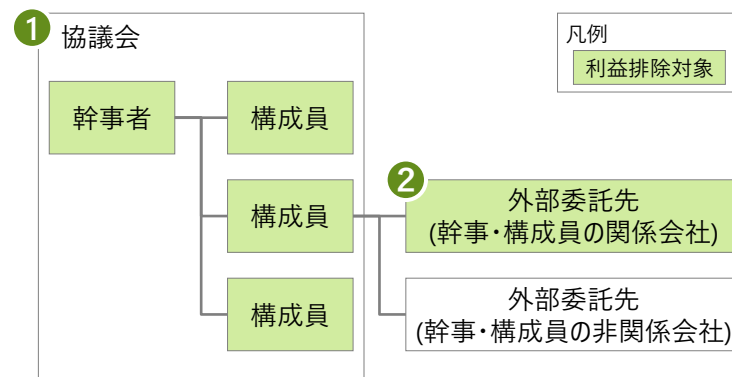 1
協議会
凡例
利益排除対象
幹事者
構成員
構成員
構成員
2
外部委託先
(幹事・構成員の関係会社)
外部委託先
(幹事・構成員の非関係会社)